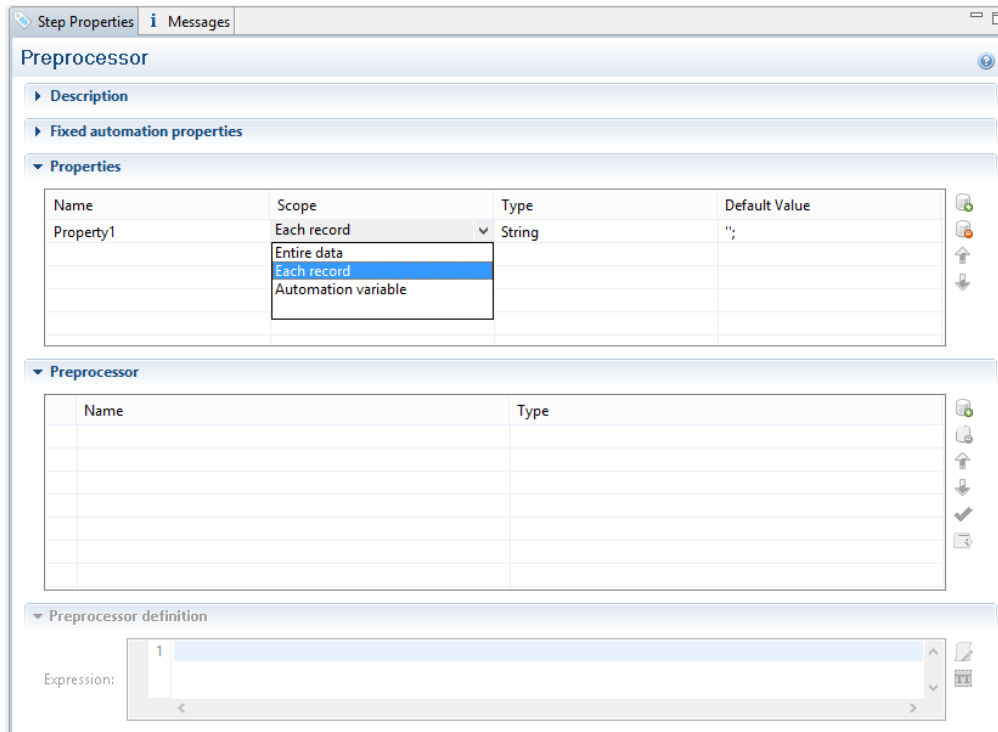 Step Properties i Messages
Preprocessor
Description
Fixed automation properties
Properties
Name Scope Type Default Value
Property1 Each record String '';
Entire data
Each record
Automation variable
Preprocessor
Name Type
Preprocessor definition
1
Expression:
TT